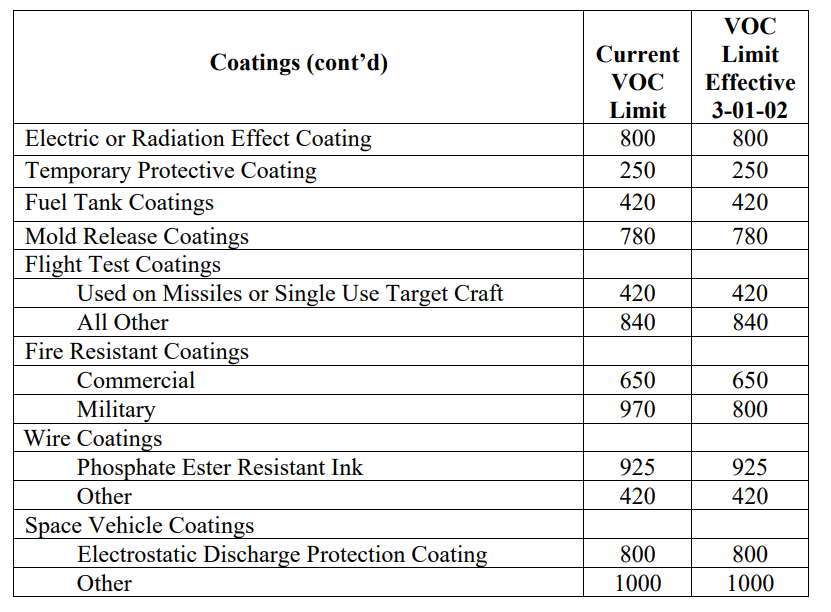 Coatings (cont’d) Current VOC Limit VOC Limit Effective 3-01-02
Electric or Radiation Effect Coating 800 800
Temporary Protective Coating 250 250
Fuel Tank Coatings 420 420
Mold Release Coatings 780 780
Flight Test Coatings
Used on Missiles or Single Use Target Craft 420 420
All Other 840 840
Fire Resistant Coatings
Commercial 650 650
Military 970 800
Wire Coatings
Phosphate Ester Resistant Ink 925 925
Other 420 420
Space Vehicle Coatings
Electrostatic Discharge Protection Coating 800 800
Other 1000 1000